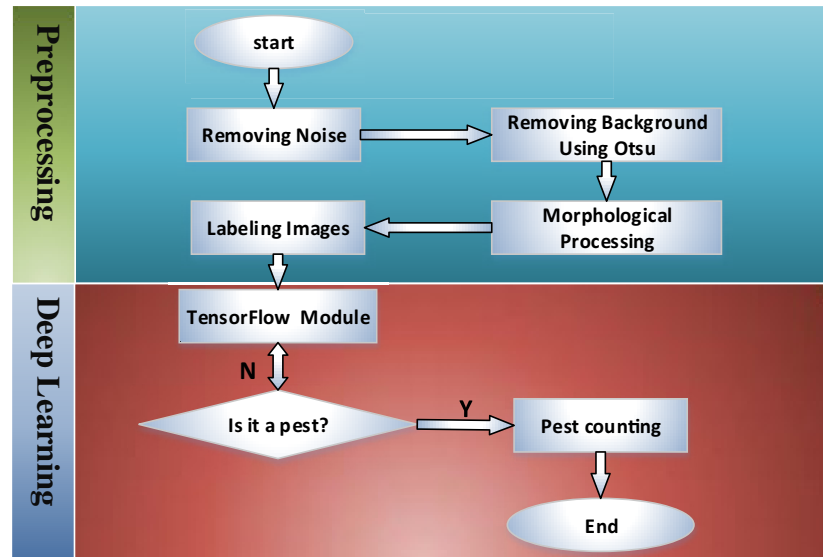 Preprocessing
start
Removing Noise
Removing Background
Using Otsu
Morphological
Processing
Labeling Images
Deep Learning
TensorFlow Module
N
Is it a pest?
Y
Pest counting
End